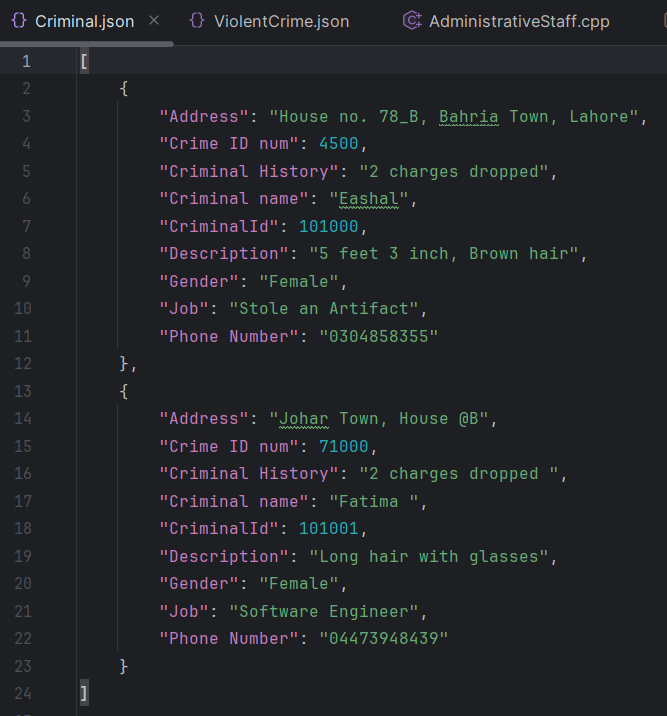 Criminal.json × ViolentCrime.json AdministrativeStaff.cpp
1 [
2 {
3 "Address": "House no. 78_B, Bahria Town, Lahore",
4 "Crime ID num": 4500,
5 "Criminal History": "2 charges dropped",
6 "Criminal name": "Eashal",
7 "CriminalId": 101000,
8 "Description": "5 feet 3 inch, Brown hair",
9 "Gender": "Female",
10 "Job": "Stole an Artifact",
11 "Phone Number": "0304858355"
12 },
13 {
14 "Address": "Johar Town, House @B",
15 "Crime ID num": 71000,
16 "Criminal History": "2 charges dropped ",
17 "Criminal name": "Fatima ",
18 "CriminalId": 101001,
19 "Description": "Long hair with glasses",
20 "Gender": "Female",
21 "Job": "Software Engineer",
22 "Phone Number": "04473948439"
23 }
24 ]